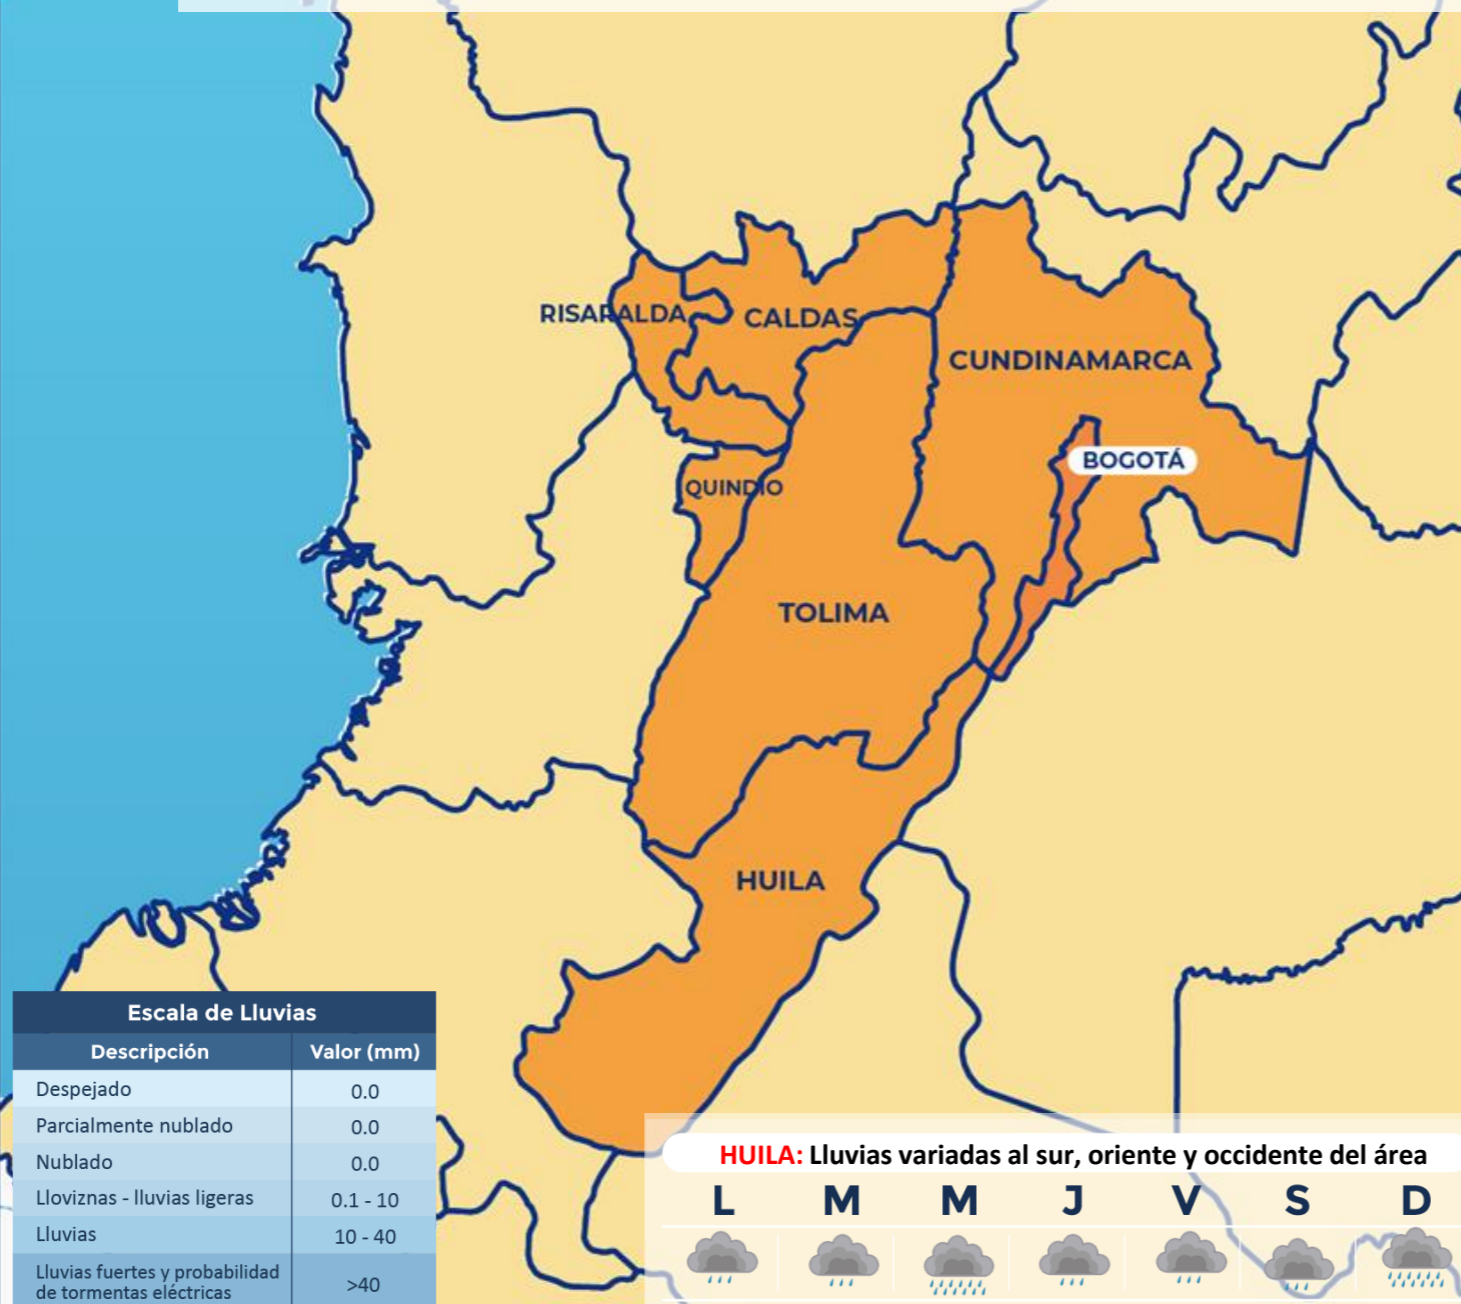 RISARALDA
CALDAS
CUNDINAMARCA
BOGOTÁ
QUINDIO
TOLIMA
HUILA
Escala de Lluvias
Descripción Valor (mm)
Despejado 0.0
Parcialmente nublado 0.0
Nublado 0.0
Lloviznas - lluvias ligeras 0.1 - 10
Lluvias 10 - 40
Lluvias fuertes y probabilidad
de tormentas eléctricas >40
HUILA: Lluvias variadas al sur, oriente y occidente del área
L M M J V S D